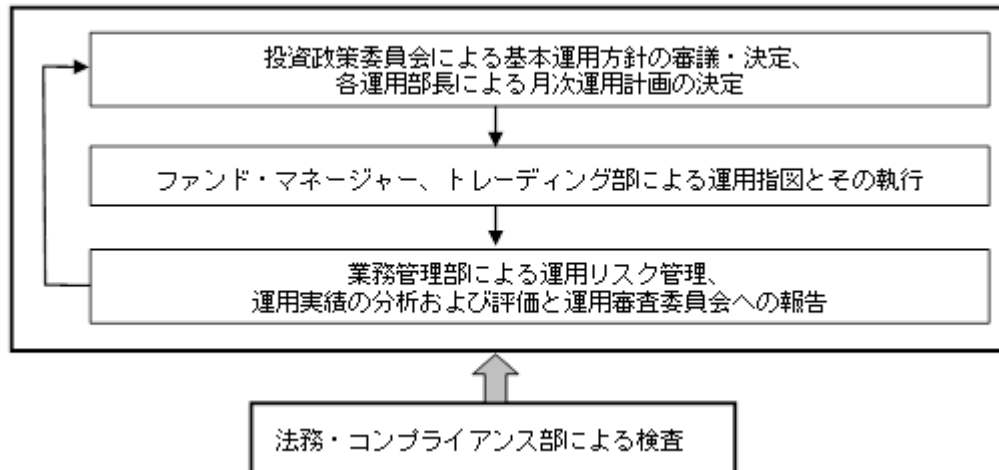 投資政策委員会による基本運用方針の審議・決定、
各運用部長による月次運用計画の決定
ファンド・マネージャー、トレーディング部による運用指図とその執行
業務管理部による運用リスク管理、
運用実績の分析および評価と運用審査委員会への報告
法務・コンプライアンス部による検査